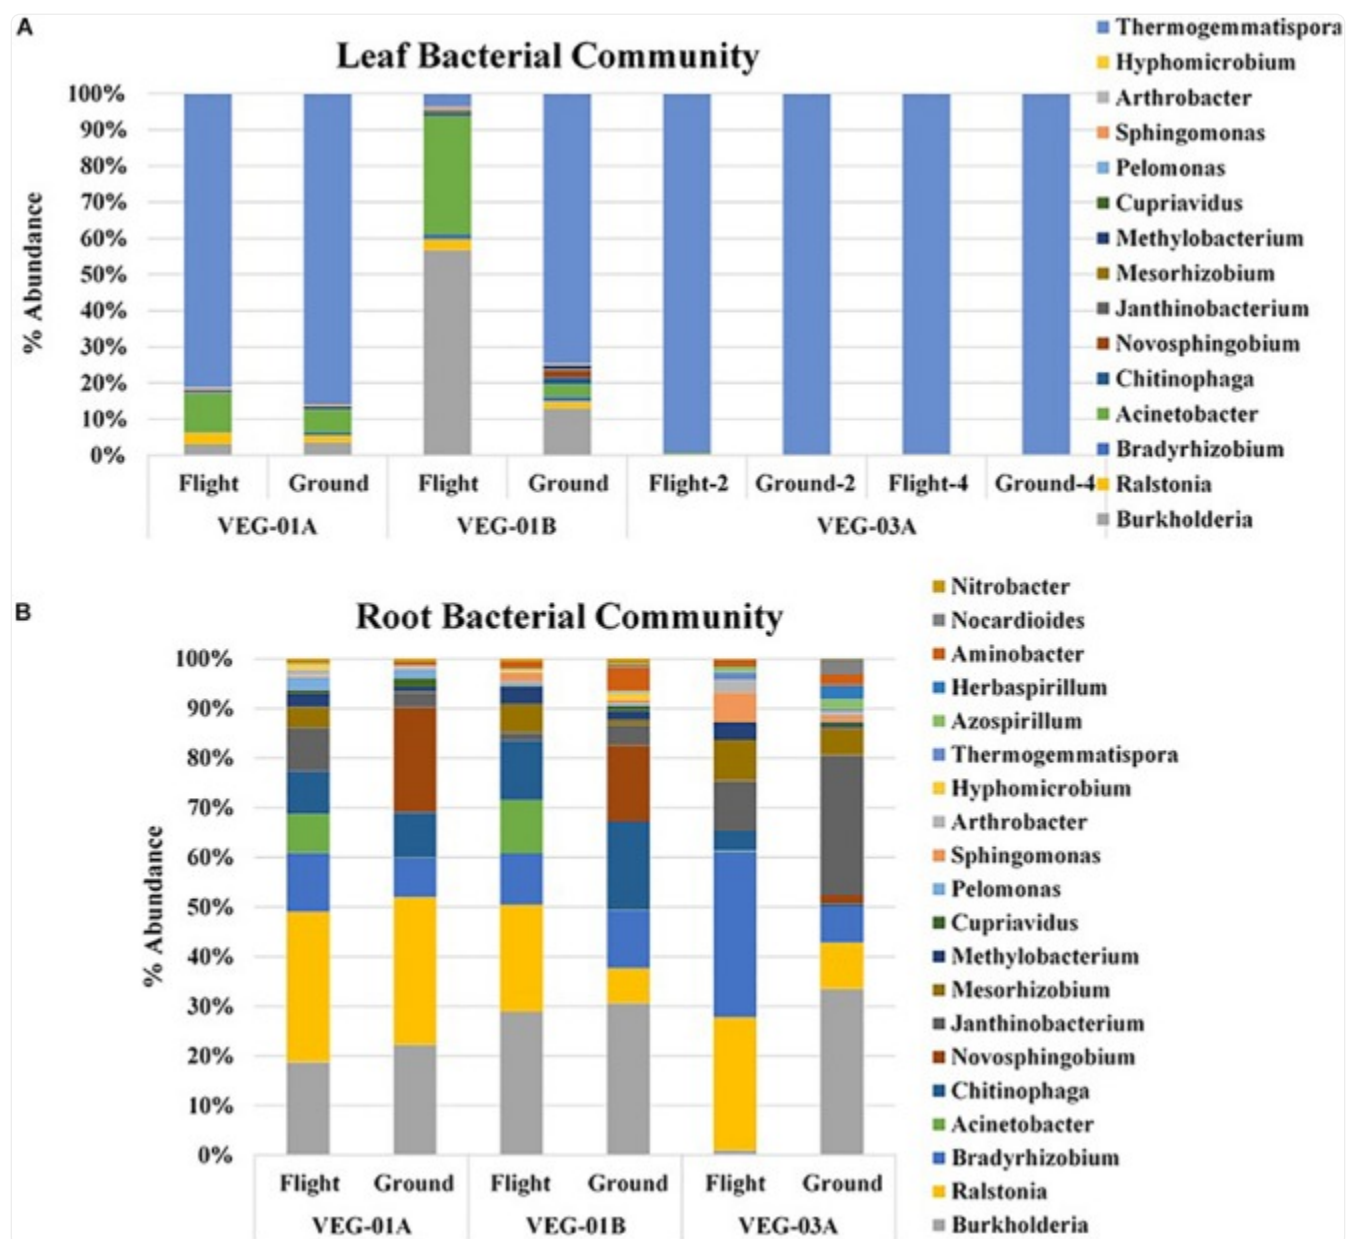 A
Leaf Bacterial Community
% Abundance
100%
90%
80%
70%
60%
50%
40%
30%
20%
10%
0%
Flight Ground Flight Ground Flight-2 Ground-2 Flight-4 Ground-4
VEG-01A VEG-01B VEG-03A
Thermogemmatispora
Hyphomicrobium
Arthrobacter
Sphingomonas
Pelomonas
Cupriavidus
Methylobacterium
Mesorhizobium
Janthinobacterium
Novosphingobium
Chitinophaga
Acinetobacter
Bradyrhizobium
Ralstonia
Burkholderia
B
Root Bacterial Community
% Abundance
100%
90%
80%
70%
60%
50%
40%
30%
20%
10%
0%
Flight Ground Flight Ground Flight Ground
VEG-01A VEG-01B VEG-03A
Nitrobacter
Nocardioides
Aminobacter
Herbaspirillum
Azospirillum
Thermogemmatispora
Hyphomicrobium
Arthrobacter
Sphingomonas
Pelomonas
Cupriavidus
Methylobacterium
Mesorhizobium
Janthinobacterium
Novosphingobium
Chitinophaga
Acinetobacter
Bradyrhizobium
Ralstonia
Burkholderia